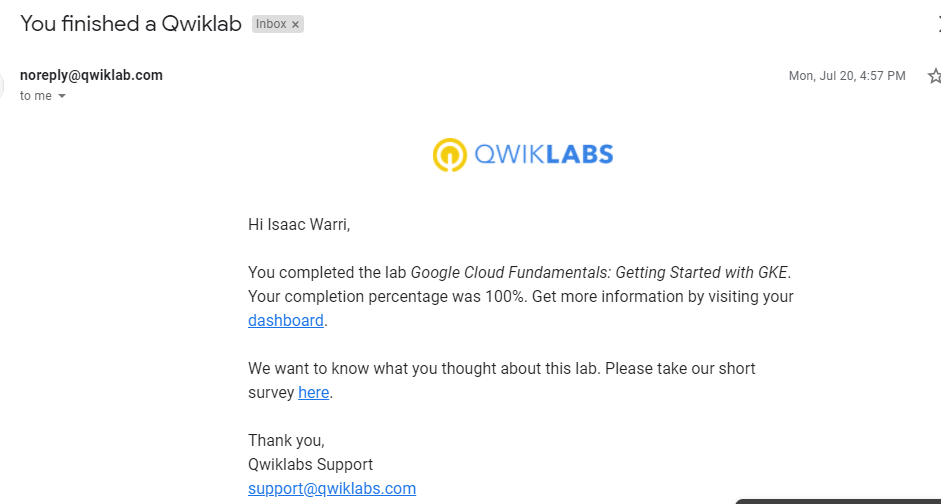 You finished a Qwiklab Inbox ×
noreply@qwiklab.com Mon, Jul 20, 4:57 PM
to me
QWIKLABS
Hi Isaac Warri,
You completed the lab Google Cloud Fundamentals: Getting Started with GKE.
Your completion percentage was 100%. Get more information by visiting your
dashboard.
We want to know what you thought about this lab. Please take our short
survey here.
Thank you,
Qwiklabs Support
support@qwiklabs.com